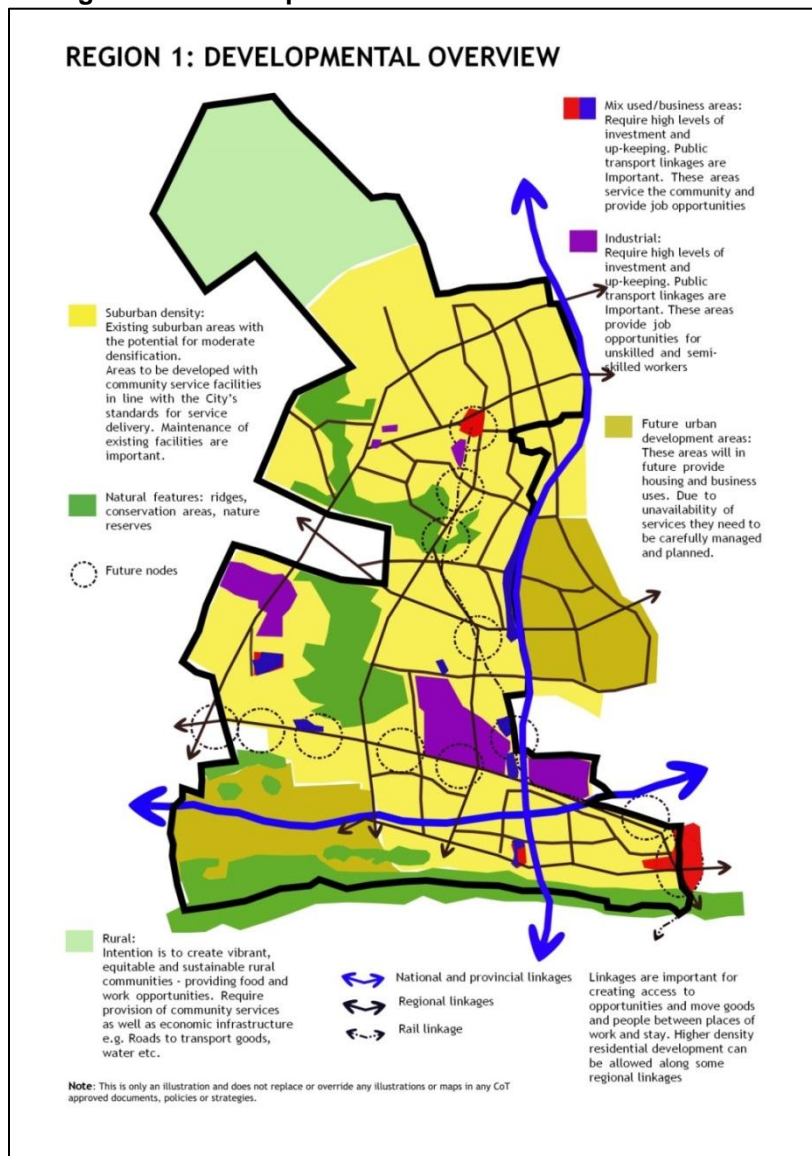 REGION 1: DEVELOPMENTAL OVERVIEW
Mix used/business areas:
Require high levels of
investment and
up-keeping. Public
transport linkages are
Important. These areas
service the community and
provide job opportunities
Industrial:
Require high levels of
investment and
up-keeping. Public
transport linkages are
Important. These areas
provide job
opportunities for
unskilled and semi-
skilled workers
Suburban density:
Existing suburban areas with
the potential for moderate
densification.
Areas to be developed with
community service facilities
in line with the City's
standards for service
delivery. Maintenance of
existing facilities are
important.
Future urban
development areas:
These areas will in
future provide
housing and business
uses. Due to
unavailability of
services they need to
be carefully managed
and planned.
Natural features: ridges,
conservation areas, nature
reserves
Future nodes
Rural:
Intention is to create vibrant,
equitable and sustainable rural
communities - providing food and
work opportunities. Require
provision of community services
as well as economic infrastructure
e.g. Roads to transport goods,
water etc.
National and provincial linkages
Regional linkages
Rail linkage
Linkages are important for
creating access to
opportunities and move goods
and people between places of
work and stay. Higher density
residential development can
be allowed along some
regional linkages
Note: This is only an illustration and does not replace or override any illustrations or maps in any CoT
approved documents, policies or strategies.